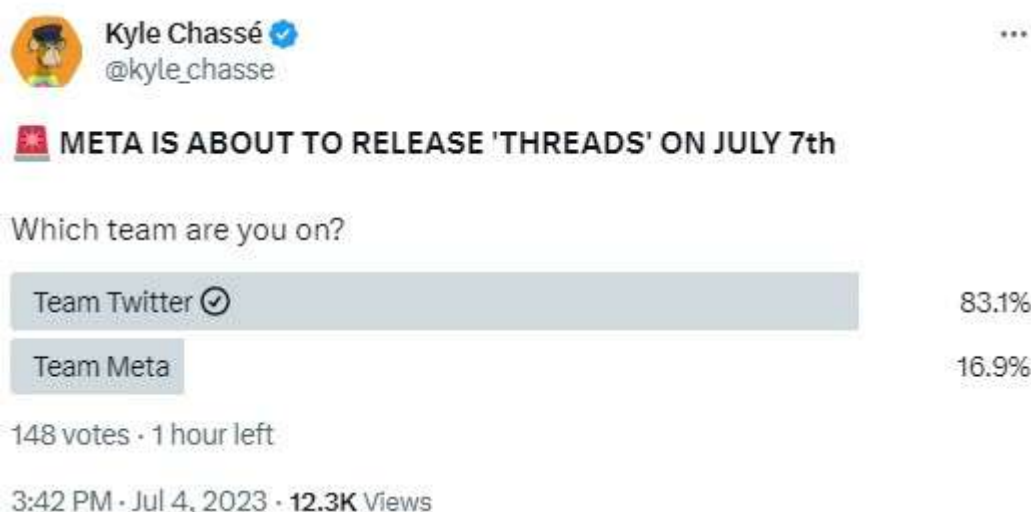 Kyle Chassé
@kyle_chasse
META IS ABOUT TO RELEASE 'THREADS' ON JULY 7th
Which team are you on?
Team Twitter 83.1%
Team Meta 16.9%
148 votes · 1 hour left
3:42 PM · Jul 4, 2023 · 12.3K Views